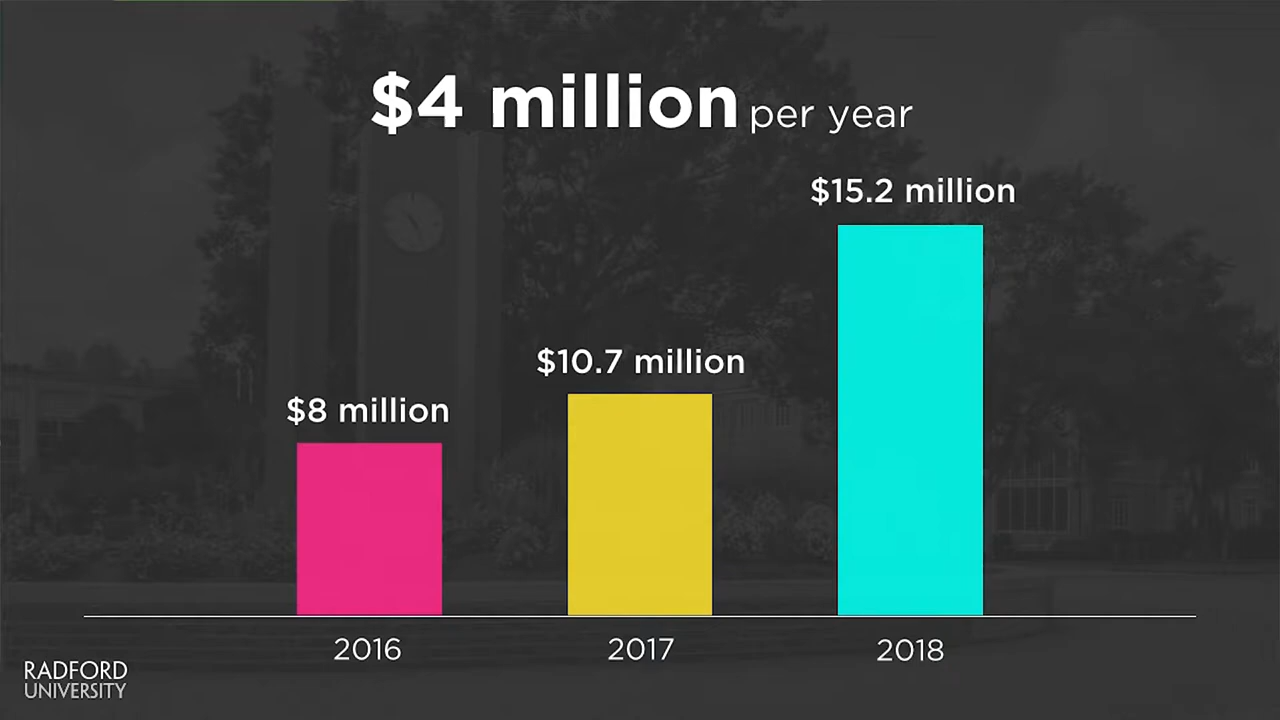 $4 million per year
$15.2 million
$10.7 million
$8 million
2016 2017 2018
RADFORD
UNIVERSITY